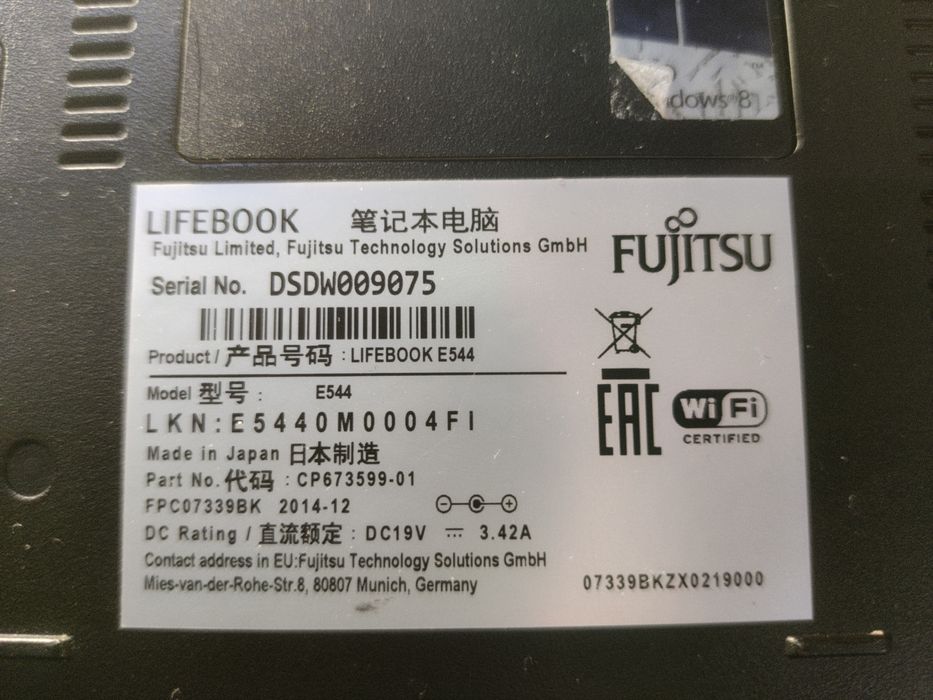 dows 8
LIFEBOOK 笔记本电脑
Fujitsu Limited, Fujitsu Technology Solutions GmbH
FUJITSU
Serial No. DSDW009075
Product / 产品号码 : LIFEBOOK E544
Model 型号 : E544
LKN:E5440M0004FI
EAC
Wi Fi
CERTIFIED
Made in Japan 日本制造
Part No. 代码 : CP673599-01
FPC07339BK 2014-12
DC Rating / 直流额定 : DC19V 3.42A
Contact address in EU:Fujitsu Technology Solutions GmbH
Mies-van-der-Rohe-Str.8, 80807 Munich, Germany
07339BKZX0219000